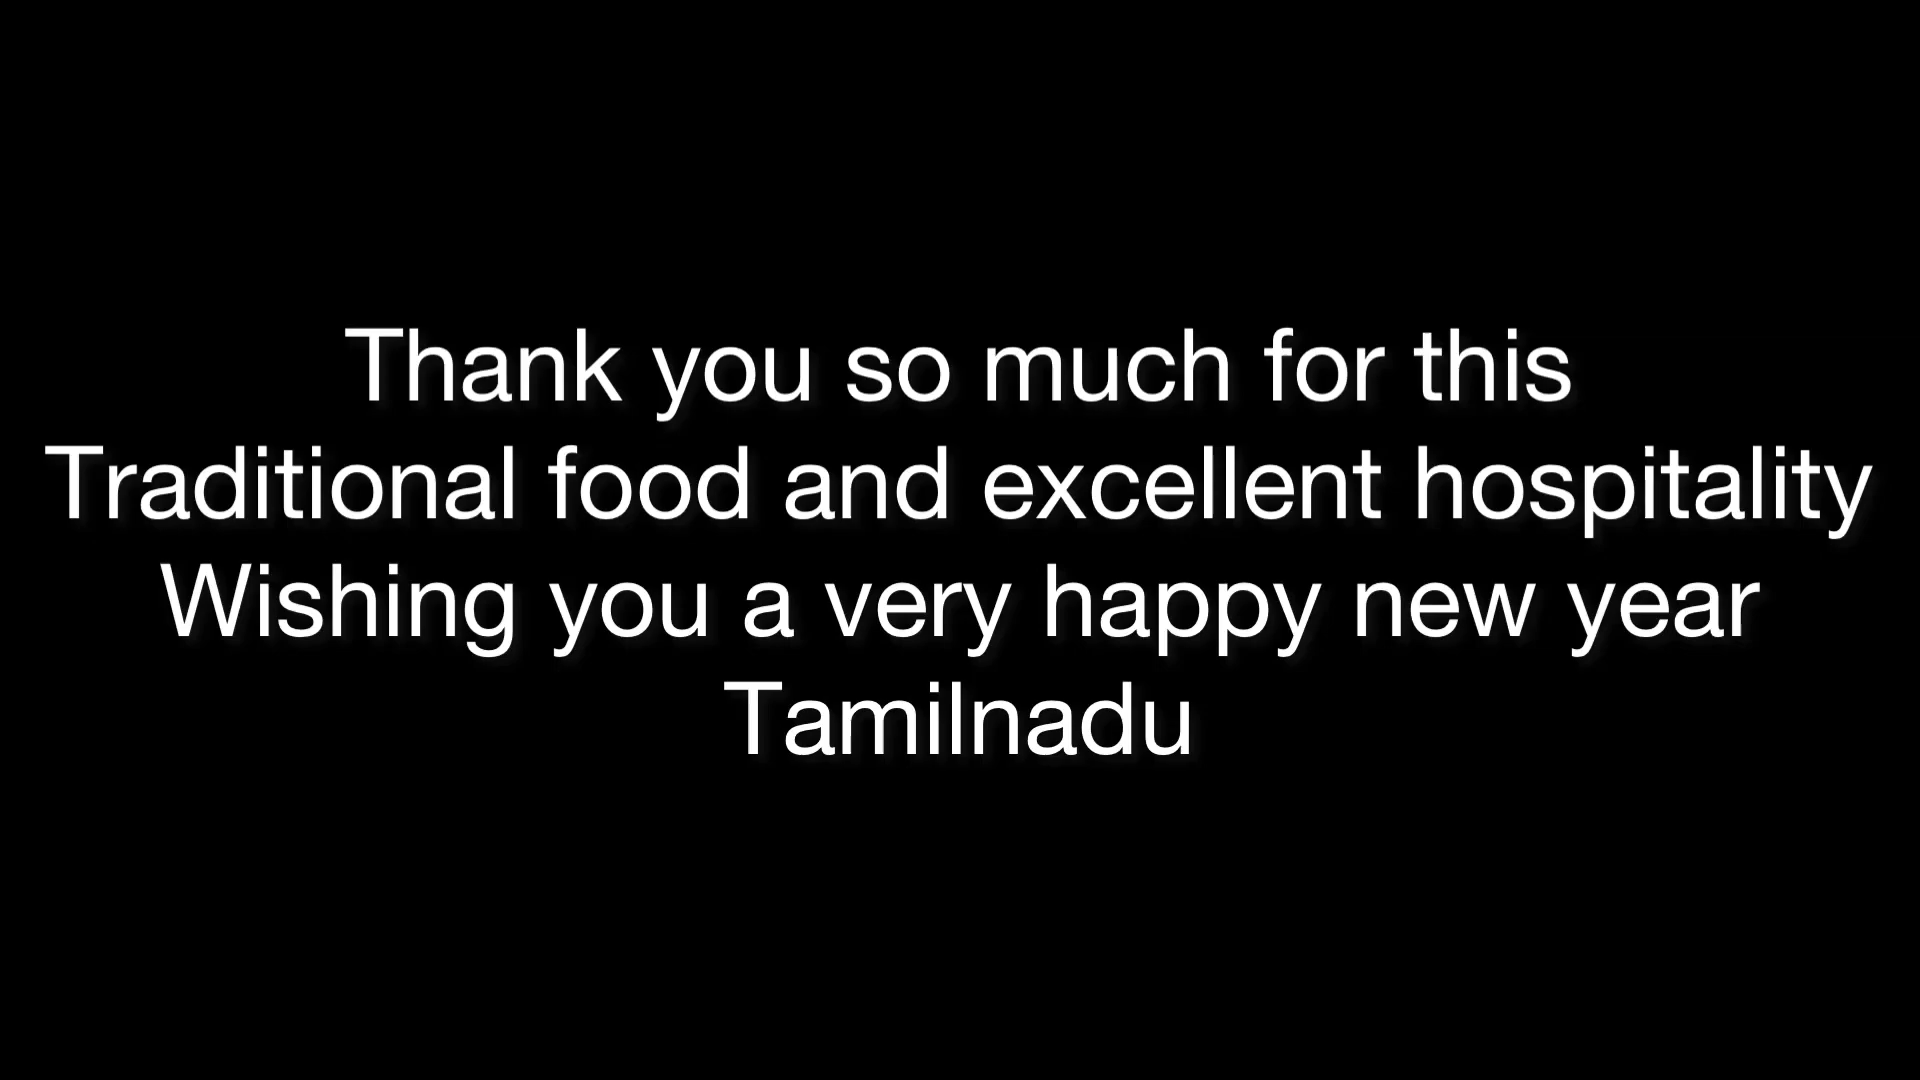 Thank you so much for this
Traditional food and excellent hospitality
Wishing you a very happy new year
Tamilnadu